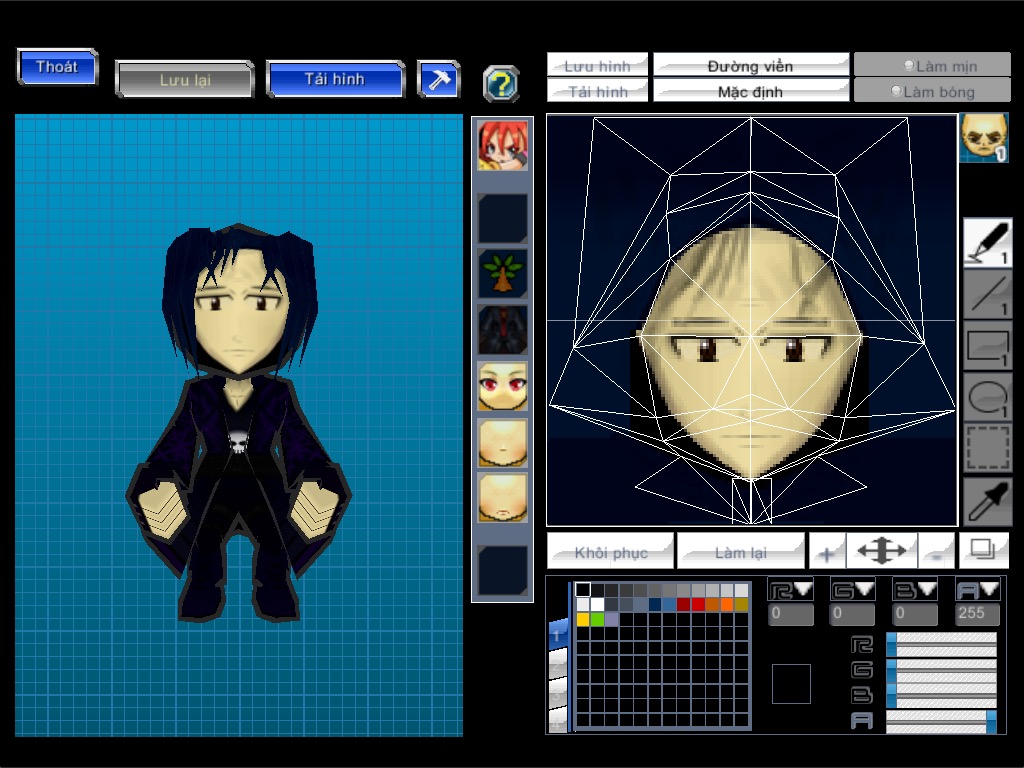 Thoát
Lưu lại
Tải hình
Lưu hình
Đường viền
Làm mịn
Tải hình
Mặc định
Làm bóng
1
1
1
1
1
Khôi phục
Làm lại
+
-
R
G
B
A
0
0
0
255
1
R
G
B
A